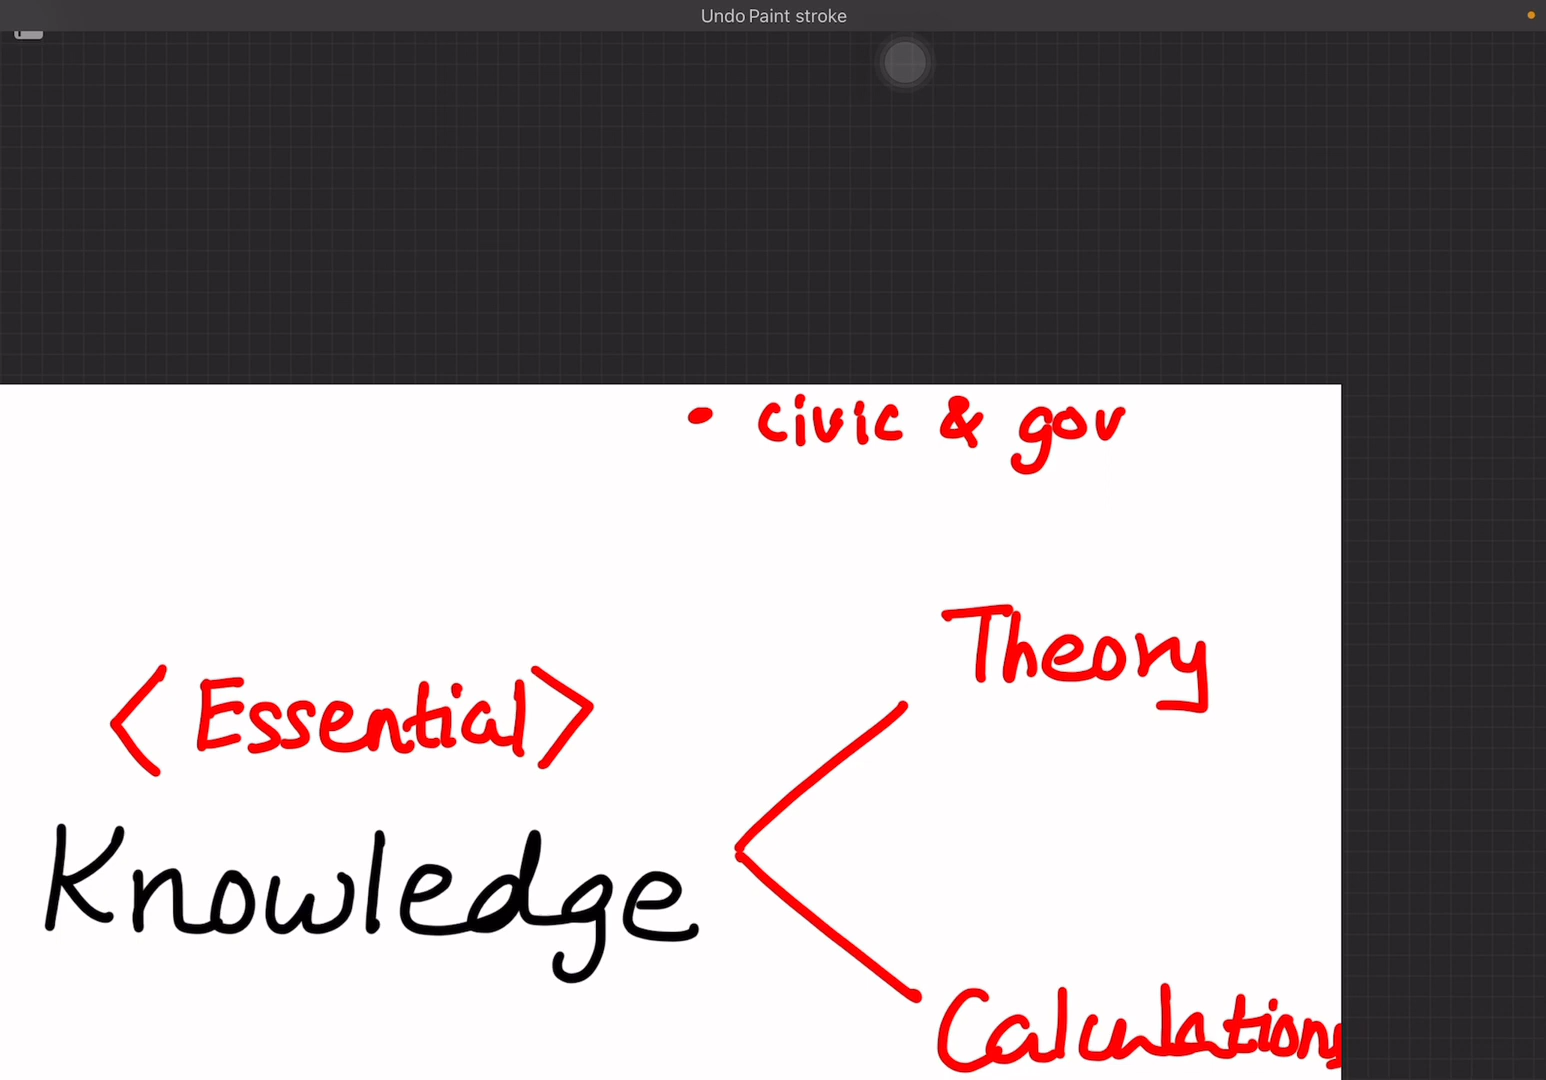 Undo Paint stroke
• civic & gov
Theory
<Essential>
Knowledge
Calculations